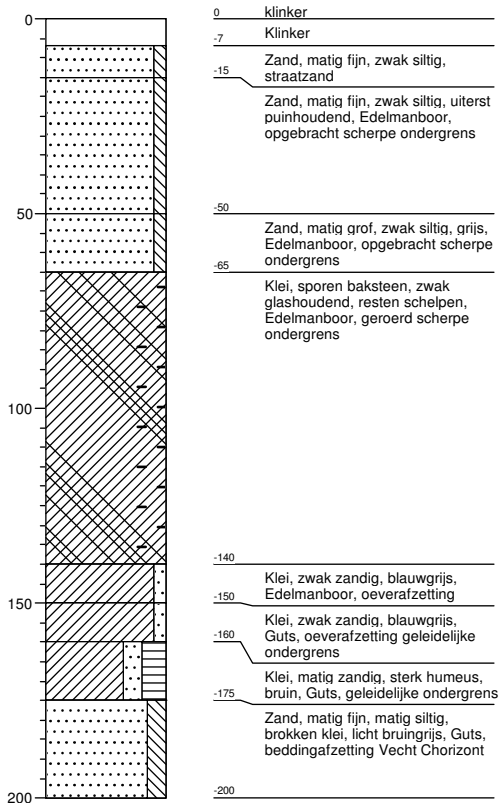 0
klinker
-7
Klinker
-15
Zand, matig fijn, zwak siltig,
straatzand
Zand, matig fijn, zwak siltig, uiterst
puinhoudend, Edelmanboor,
opgebracht scherpe ondergrens
-50
Zand, matig grof, zwak siltig, grijs,
Edelmanboor, opgebracht scherpe
ondergrens
-65
Klei, sporen baksteen, zwak
glashoudend, resten schelpen,
Edelmanboor, geroerd scherpe
ondergrens
-140
Klei, zwak zandig, blauwgrijs,
Edelmanboor, oeverafzetting
-150
Klei, zwak zandig, blauwgrijs,
Guts, oeverafzetting geleidelijke
ondergrens
-160
Klei, matig zandig, sterk humeus,
bruin, Guts, geleidelijke ondergrens
-175
Zand, matig fijn, matig siltig,
brokken klei, licht bruingrijs, Guts,
beddingafzetting Vecht Chorizont
-200
0
50
100
150
200